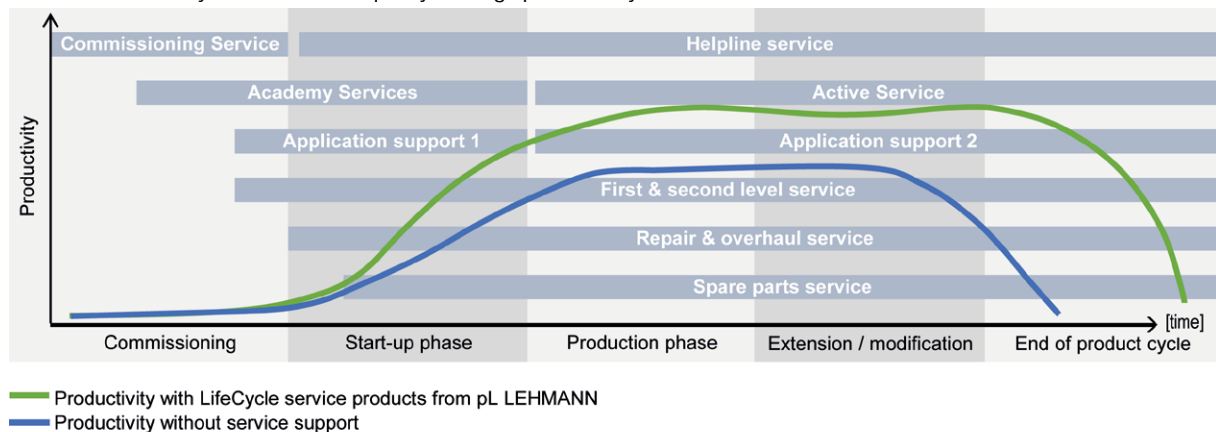 Commissioning Service
Helpline service
Academy Services
Active Service
Application support 1
Application support 2
First & second level service
Repair & overhaul service
Spare parts service
Productivity
[time]
Commissioning
Start-up phase
Production phase
Extension / modification
End of product cycle
Productivity with LifeCycle service products from pL LEHMANN
Productivity without service support